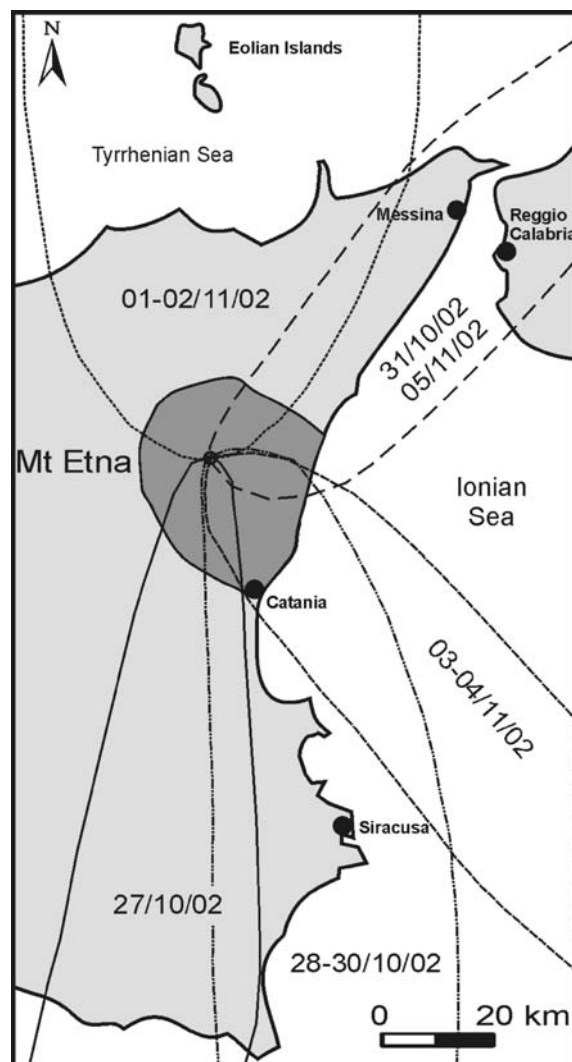 N
Eolian Islands
Tyrrhenian Sea
Messina
Reggio
Calabria
01-02/11/02
31/10/02
05/11/02
Mt Etna
Ionian
Sea
Catania
03-04/11/02
Siracusa
27/10/02
28-30/10/02
0 20 km